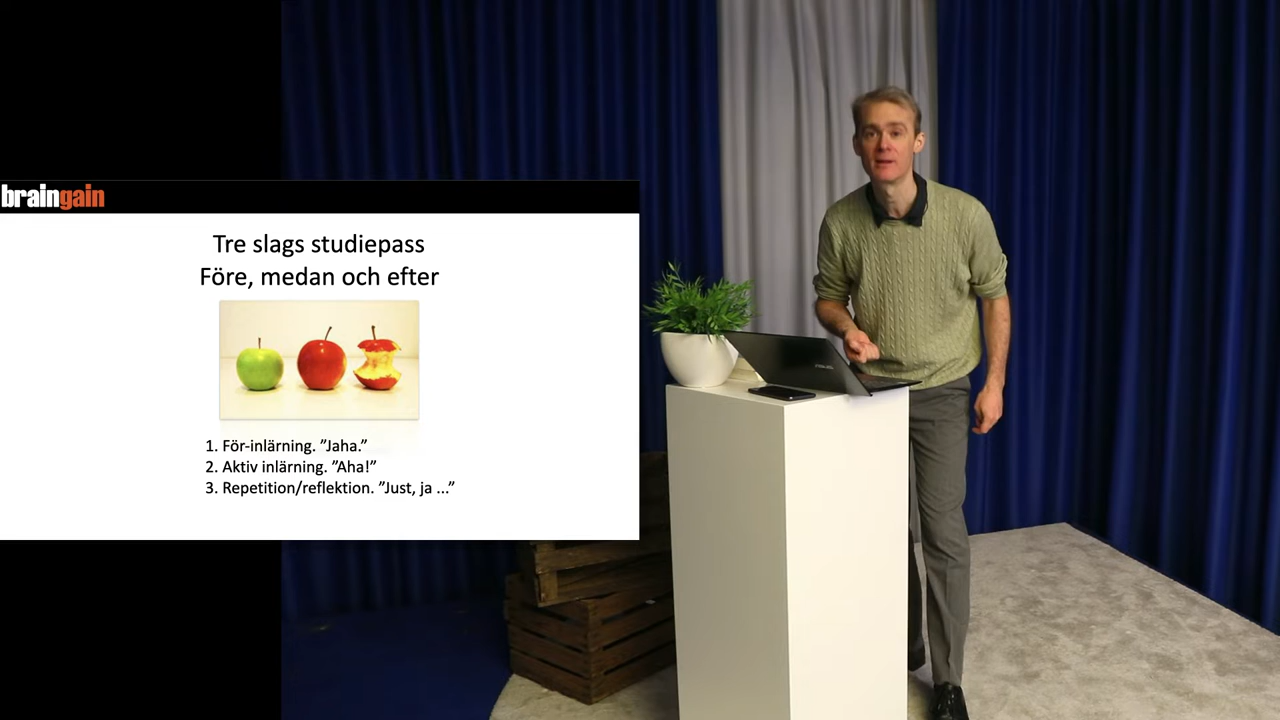 braingain
Tre slags studiepass
Före, medan och efter
1. För-inlärning. ”Jaha.”
2. Aktiv inlärning. ”Aha!”
3. Repetition/reflektion. ”Just, ja ...”